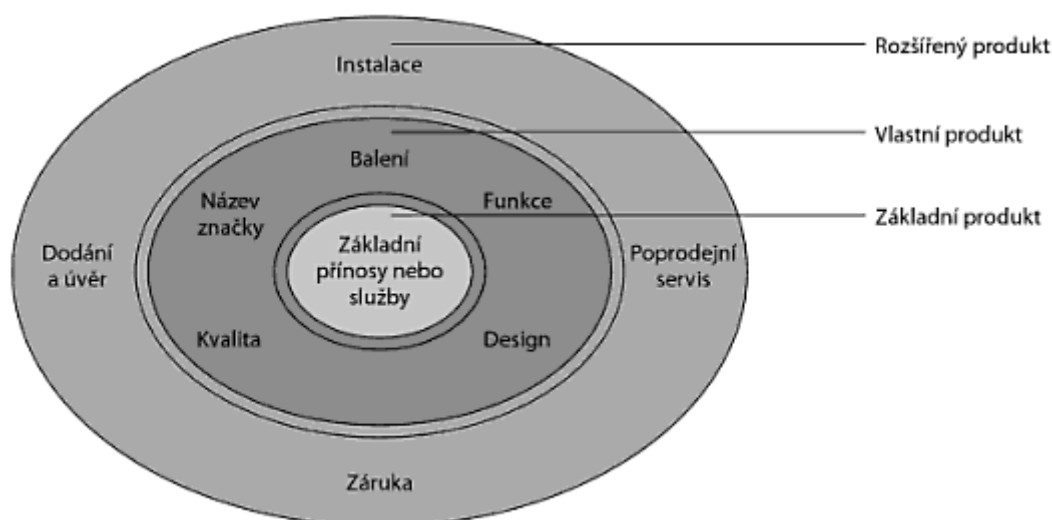 Rozšířený produkt
Instalace
Vlastní produkt
Balení
Název
značky
Funkce
Základní produkt
Základní
přínosy nebo
služby
Dodání
a úvěr
Poprodejní
servis
Kvalita
Design
Záruka